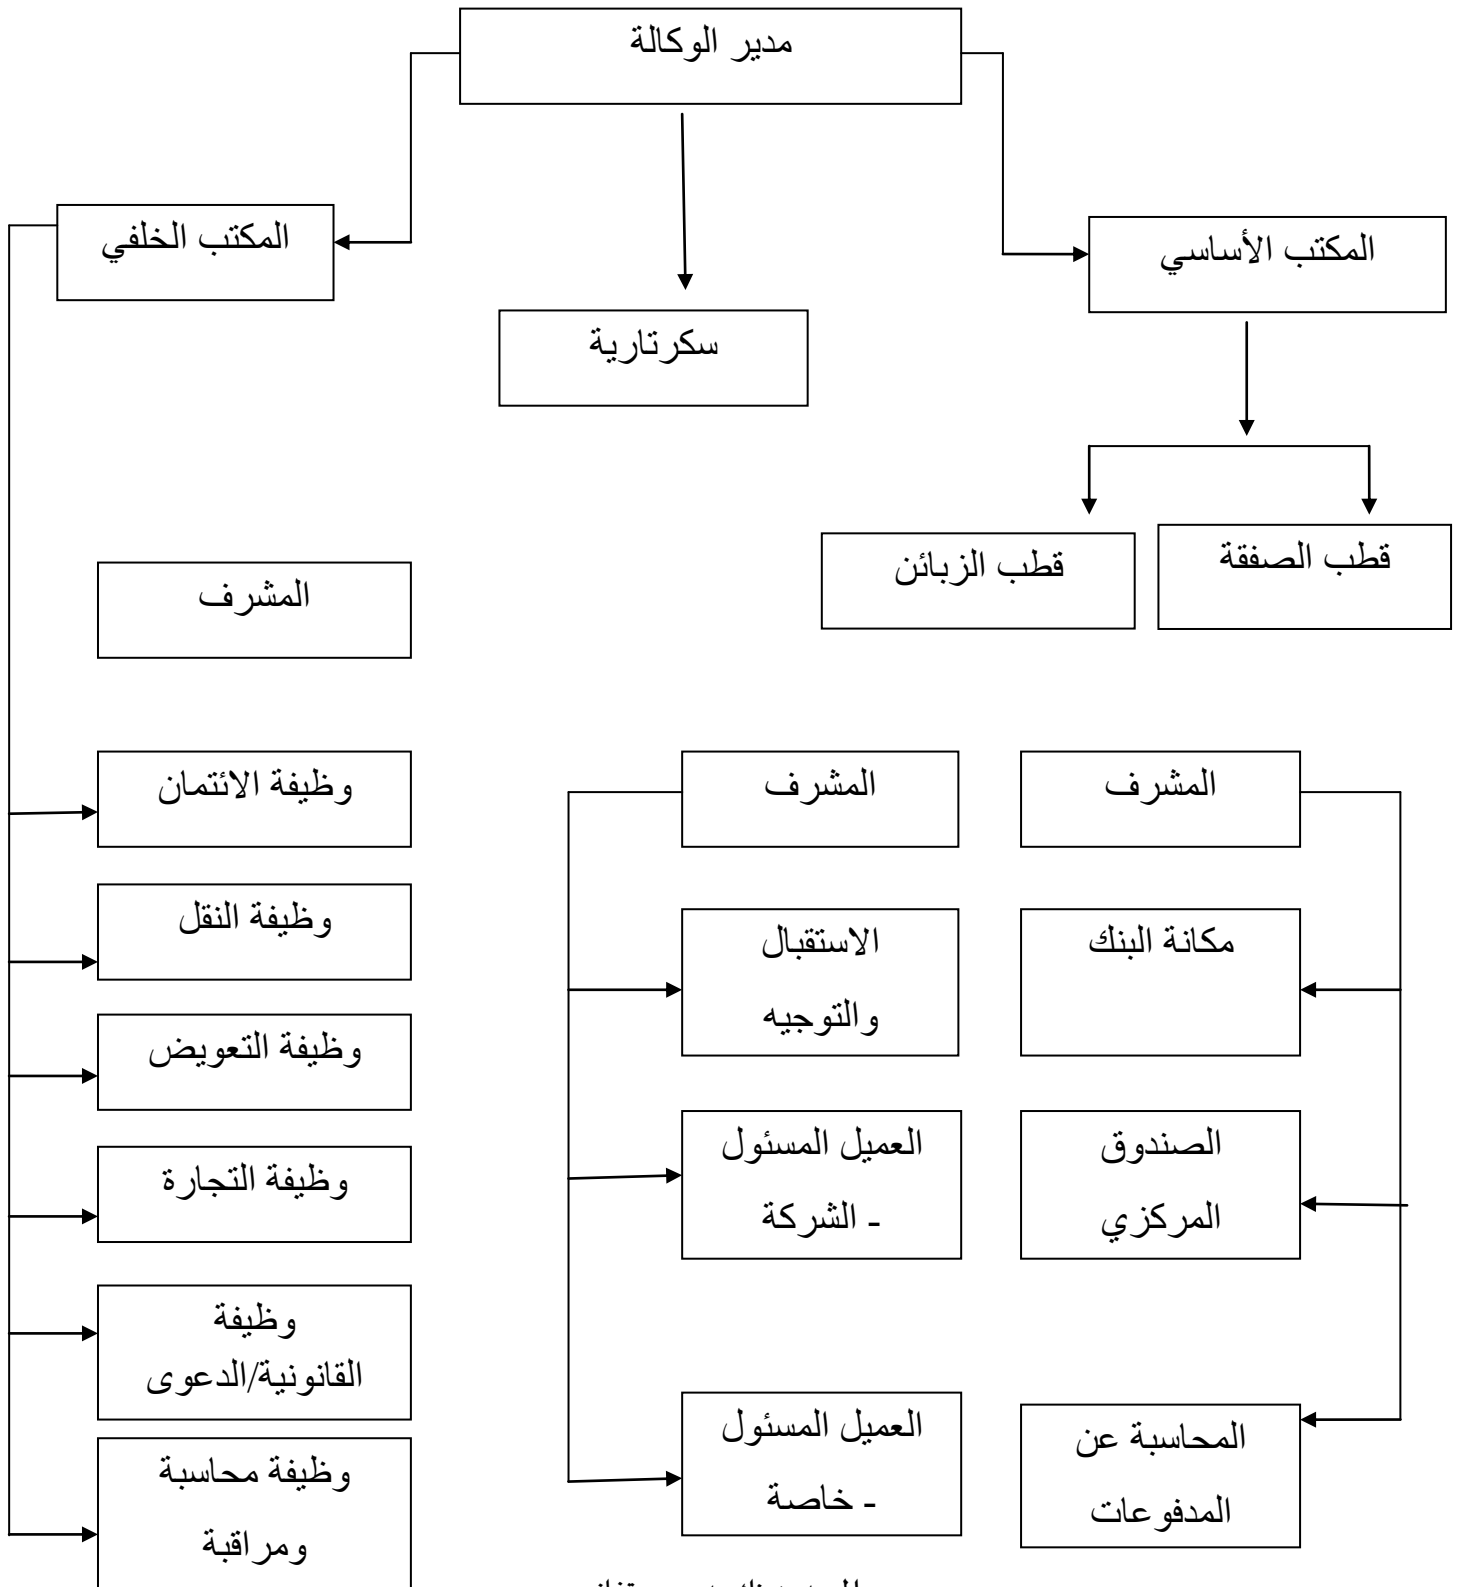 مدير الوكالة
المكتب الأساسي
المكتب الخلفي
سكرتارية
قطب الصفقة
قطب الزبائن
المشرف
المشرف
المشرف
وظيفة الائتمان
مكانة البنك
الاستقبال
والتوجيه
وظيفة النقل
وظيفة التعويض
الصندوق
المركزي
العميل المسئول
- الشركة
وظيفة التجارة
وظيفة
القانونية/الدعوى
المحاسبة عن
المدفوعات
العميل المسئول
- خاصة
وظيفة محاسبة
ومراقبة